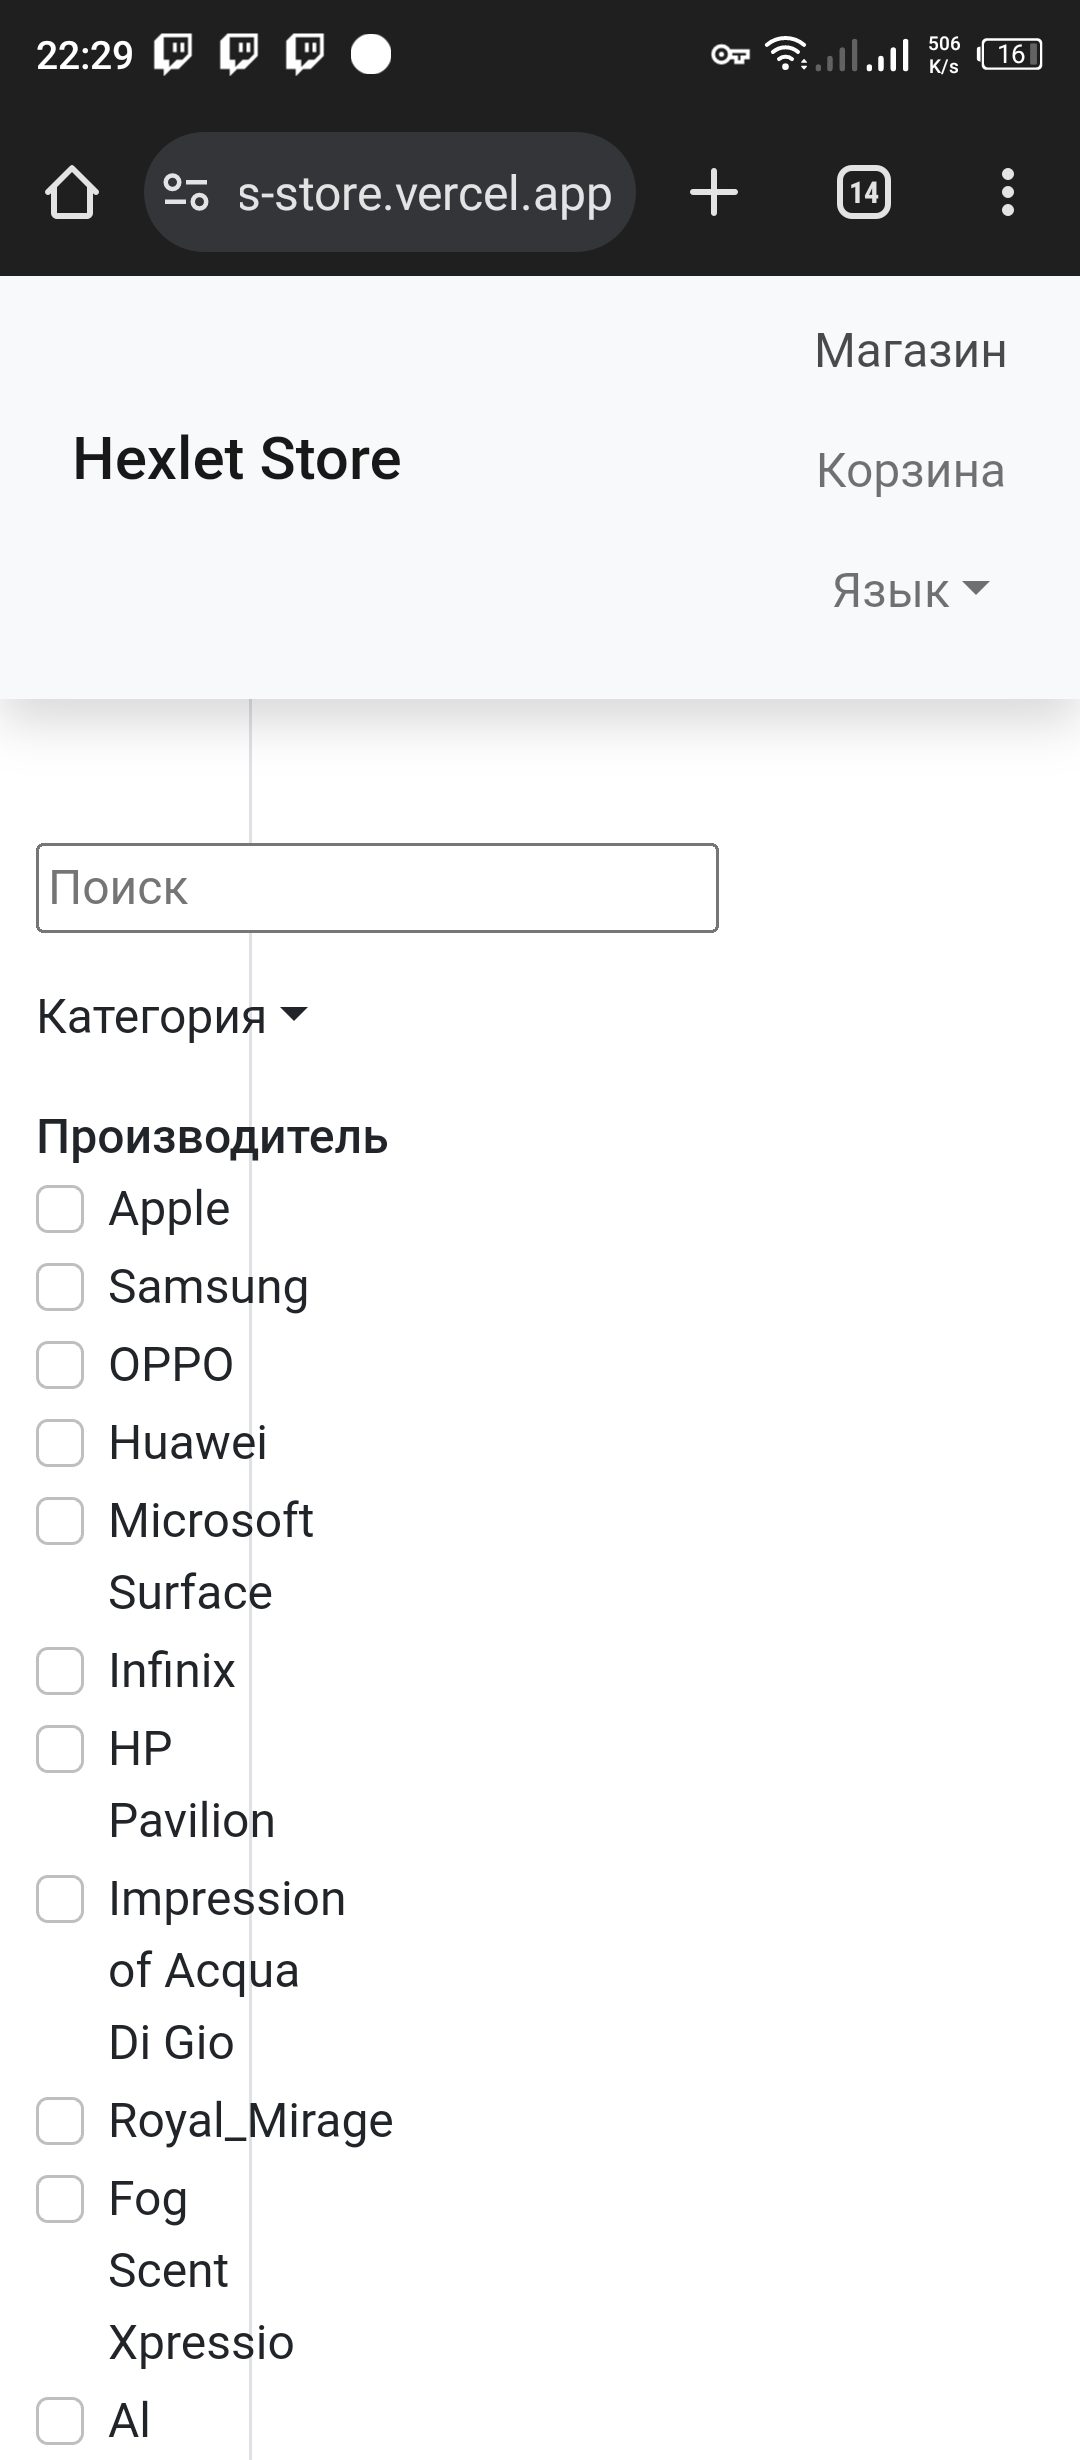 22:29
506
K/s
16
s-store.vercel.app
14
Магазин
Hexlet Store
Корзина
Язык
Поиск
Категория
Производитель
Apple
Samsung
OPPO
Huawei
Microsoft
Surface
Infinix
HP
Pavilion
Impression
of Acqua
Di Gio
Royal_Mirage
Fog
Scent
Xpressio
Al